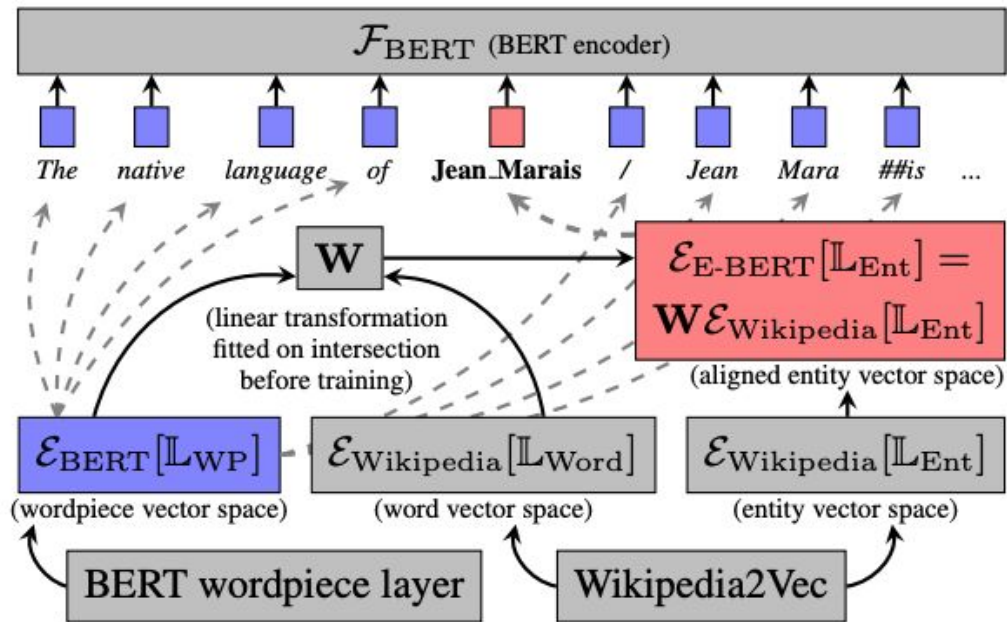 ℱ_BERT (BERT encoder)
The native language of Jean_Marais / Jean Mara ##is ...
W
(linear transformation
fitted on intersection
before training)
ℰ_E-BERT[𝕃_Ent] =
Wℰ_Wikipedia[𝕃_Ent]
(aligned entity vector space)
ℰ_BERT[𝕃_WP] ℰ_Wikipedia[𝕃_Word] ℰ_Wikipedia[𝕃_Ent]
(wordpiece vector space) (word vector space) (entity vector space)
BERT wordpiece layer Wikipedia2Vec